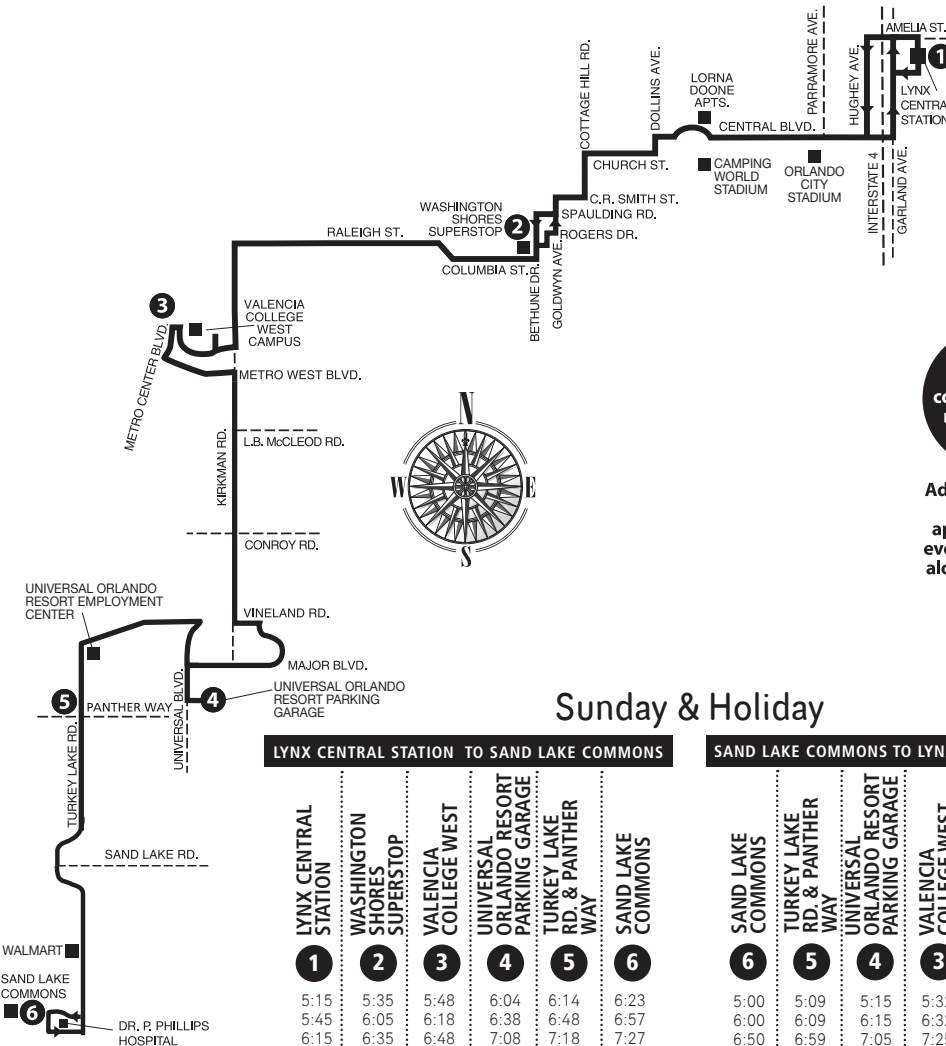 AMELIA ST.
PARRAMORE AVE.
HUGHEY AVE.
1
LYNX
STATION
COTTAGE HILL RD.
DOLLINS AVE.
LORNA
DOONE
APTS.
CENTRAL BLVD.
CHURCH ST.
CAMPING
WORLD
STADIUM
ORLANDO
CITY
STADIUM
INTERSTATE 4
GARLAND AVE.
C.R. SMITH ST.
WASHINGTON
SHORES
SUPERSTOP
2
SPAULDING RD.
ROGERS DR.
RALEIGH ST.
COLUMBIA ST.
BETHUNE DR.
GOLDWYN AVE.
3
VALENCIA
COLLEGE
WEST
CAMPUS
METRO CENTER BLVD.
METRO WEST BLVD.
L.B. McCLEOD RD.
KIRKMAN RD.
N
W
E
S
CONROY RD.
UNIVERSAL ORLANDO
RESORT EMPLOYMENT
CENTER
VINELAND RD.
MAJOR BLVD.
UNIVERSAL ORLANDO
RESORT PARKING
GARAGE
5
PANTHER WAY
4
UNIVERSAL BLVD.
TURKEY LAKE RD.
SAND LAKE RD.
WALMART
SAND LAKE
COMMONS
6
DR. P. PHILLIPS
HOSPITAL
Sunday & Holiday
LYNX CENTRAL STATION TO SAND LAKE COMMONS
LYNX CENTRAL
STATION
WASHINGTON
SHORES
SUPERSTOP
VALENCIA
COLLEGE WEST
UNIVERSAL
ORLANDO RESORT
PARKING GARAGE
TURKEY LAKE
RD. & PANTHER
WAY
SAND LAKE
COMMONS
1 2 3 4 5 6
5:15 5:35 5:48 6:04 6:14 6:23
5:45 6:05 6:18 6:38 6:48 6:57
6:15 6:35 6:48 7:08 7:18 7:27
SAND LAKE COMMONS TO
SAND LAKE
COMMONS
TURKEY LAKE
RD. & PANTHER
WAY
UNIVERSAL
ORLANDO RESORT
PARKING GARAGE
VALENCIA
COLLEGE WEST
6 5 4 3
5:00 5:09 5:15
6:00 6:09 6:15
6:50 6:59 7:05